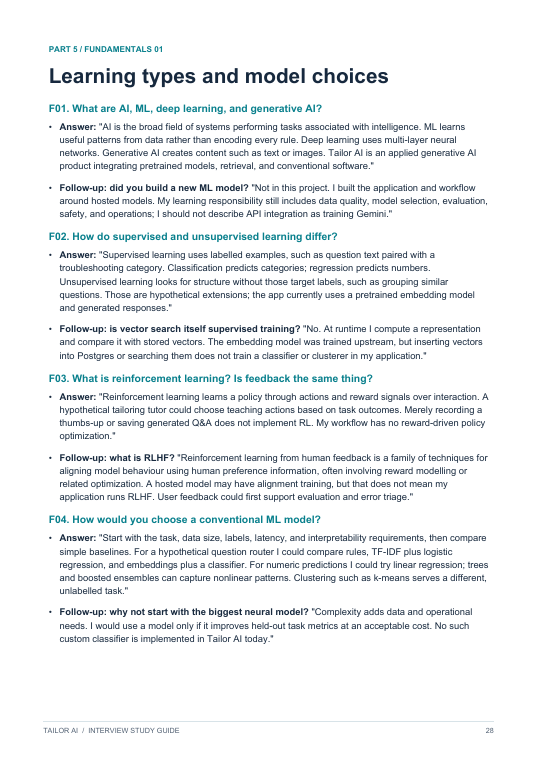 PART 5 / FUNDAMENTALS 01
Learning types and model choices
F01. What are AI, ML, deep learning, and generative AI?
• Answer: "AI is the broad field of systems performing tasks associated with intelligence. ML learns
useful patterns from data rather than encoding every rule. Deep learning uses multi-layer neural
networks. Generative AI creates content such as text or images. Tailor AI is an applied generative AI
product integrating pretrained models, retrieval, and conventional software."
• Follow-up: did you build a new ML model? "Not in this project. I built the application and workflow
around hosted models. My learning responsibility still includes data quality, model selection, evaluation,
safety, and operations; I should not describe API integration as training Gemini."
F02. How do supervised and unsupervised learning differ?
• Answer: "Supervised learning uses labelled examples, such as question text paired with a
troubleshooting category. Classification predicts categories; regression predicts numbers.
Unsupervised learning looks for structure without those target labels, such as grouping similar
questions. Those are hypothetical extensions; the app currently uses a pretrained embedding model
and generated responses."
• Follow-up: is vector search itself supervised training? "No. At runtime I compute a representation
and compare it with stored vectors. The embedding model was trained upstream, but inserting vectors
into Postgres or searching them does not train a classifier or clusterer in my application."
F03. What is reinforcement learning? Is feedback the same thing?
• Answer: "Reinforcement learning learns a policy through actions and reward signals over interaction. A
hypothetical tailoring tutor could choose teaching actions based on task outcomes. Merely recording a
thumbs-up or saving generated Q&A does not implement RL. My workflow has no reward-driven policy
optimization."
• Follow-up: what is RLHF? "Reinforcement learning from human feedback is a family of techniques for
aligning model behaviour using human preference information, often involving reward modelling or
related optimization. A hosted model may have alignment training, but that does not mean my
application runs RLHF. User feedback could first support evaluation and error triage."
F04. How would you choose a conventional ML model?
• Answer: "Start with the task, data size, labels, latency, and interpretability requirements, then compare
simple baselines. For a hypothetical question router I could compare rules, TF-IDF plus logistic
regression, and embeddings plus a classifier. For numeric predictions I could try linear regression; trees
and boosted ensembles can capture nonlinear patterns. Clustering such as k-means serves a different,
unlabelled task."
• Follow-up: why not start with the biggest neural model? "Complexity adds data and operational
needs. I would use a model only if it improves held-out task metrics at an acceptable cost. No such
custom classifier is implemented in Tailor AI today."
TAILOR AI / INTERVIEW STUDY GUIDE
28